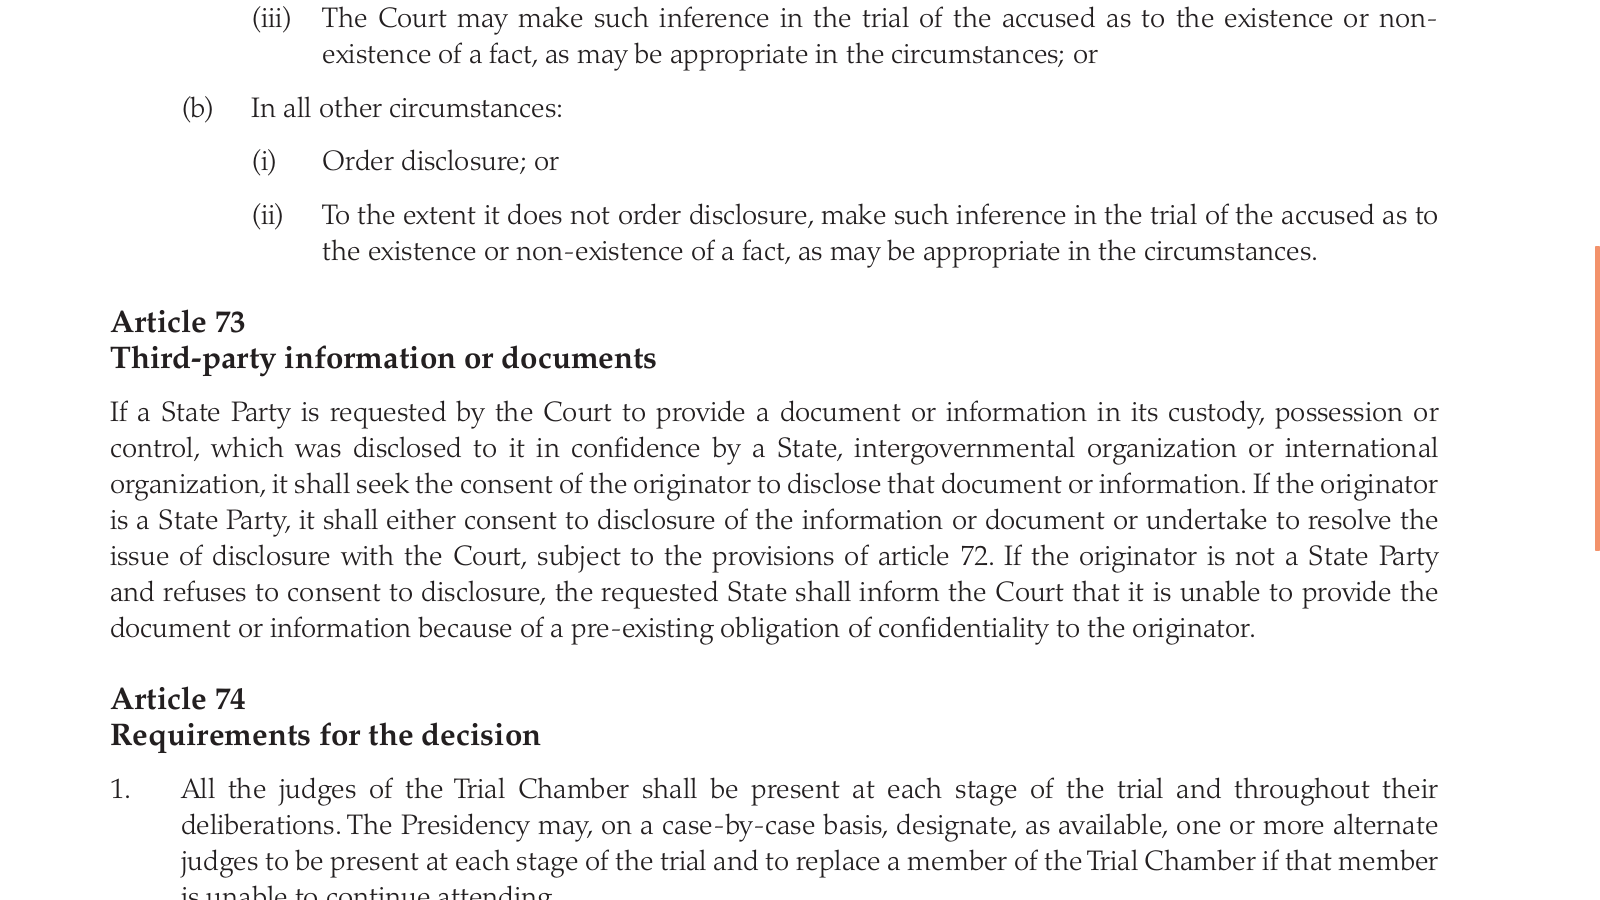 (iii) The Court may make such inference in the trial of the accused as to the existence or non-
existence of a fact, as may be appropriate in the circumstances; or
(b) In all other circumstances:
(i) Order disclosure; or
(ii) To the extent it does not order disclosure, make such inference in the trial of the accused as to
the existence or non-existence of a fact, as may be appropriate in the circumstances.
Article 73
Third-party information or documents
If a State Party is requested by the Court to provide a document or information in its custody, possession or
control, which was disclosed to it in confidence by a State, intergovernmental organization or international
organization, it shall seek the consent of the originator to disclose that document or information. If the originator
is a State Party, it shall either consent to disclosure of the information or document or undertake to resolve the
issue of disclosure with the Court, subject to the provisions of article 72. If the originator is not a State Party
and refuses to consent to disclosure, the requested State shall inform the Court that it is unable to provide the
document or information because of a pre-existing obligation of confidentiality to the originator.
Article 74
Requirements for the decision
1. All the judges of the Trial Chamber shall be present at each stage of the trial and throughout their
deliberations. The Presidency may, on a case-by-case basis, designate, as available, one or more alternate
judges to be present at each stage of the trial and to replace a member of the Trial Chamber if that member
is unable to continue attending.